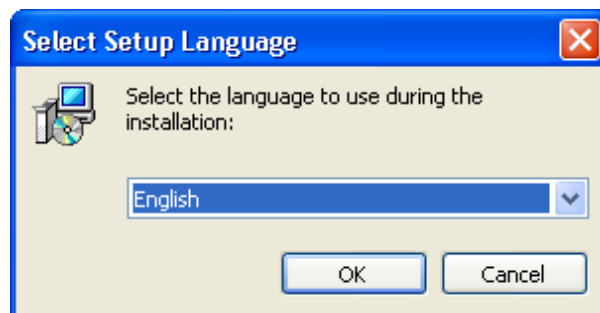 Select Setup Language
Select the language to use during the
installation:
English
OK
Cancel